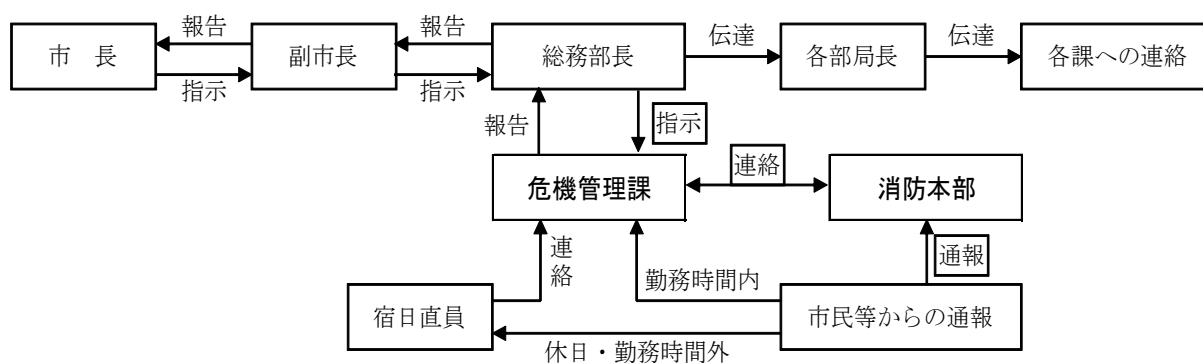 報告
報告
伝達
伝達
市　長
副市長
総務部長
各部局長
各課への連絡
指示
指示
報告
指示
連絡
危機管理課
消防本部
連絡
勤務時間内
通報
宿日直員
市民等からの通報
休日・勤務時間外